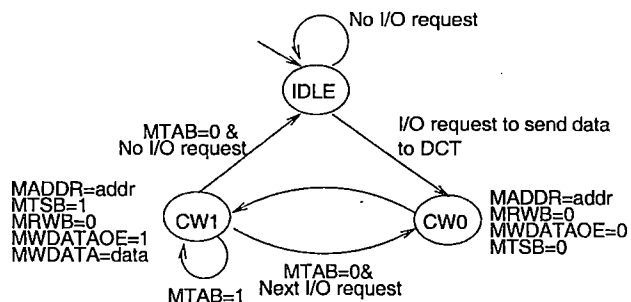 No I/O request
IDLE
MTAB=0 &
No I/O request
I/O request to send data
to DCT
MADDR=addr
MTSB=1
MRWB=0
MWDATAOE=1
MWDATA=data
CW1
CW0
MADDR=addr
MRWB=0
MWDATAOE=0
MTSB=0
MTAB=0&
Next I/O request
MTAB=1